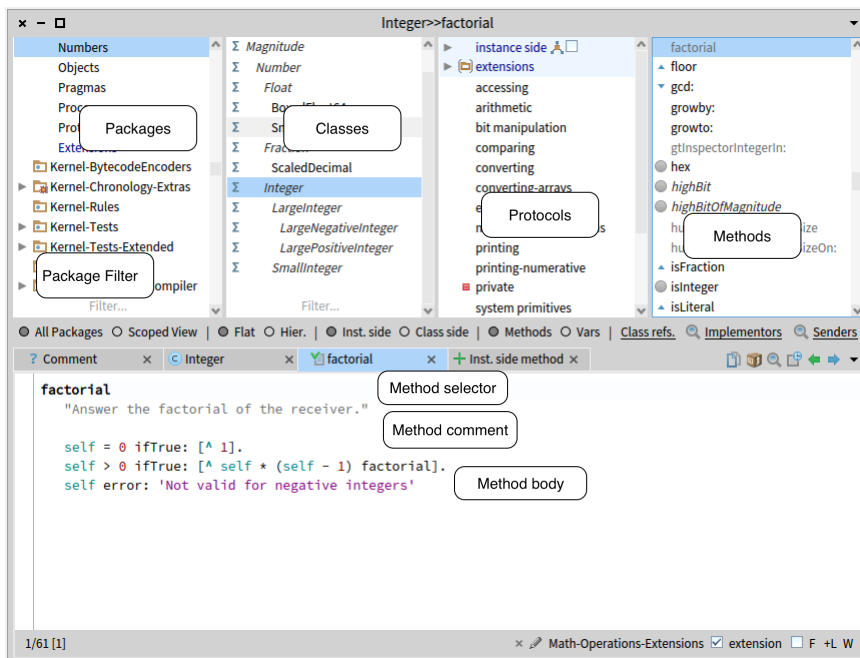 Integer>>factorial
Numbers
Objects
Pragmas
Packages
Kernel-BytecodeEncoders
Kernel-Chronology-Extras
Kernel-Rules
Kernel-Tests
Kernel-Tests-Extended
Package Filter
Filter...
Magnitude
Number
Float
Classes
ScaledDecimal
Integer
LargeInteger
LargeNegativeInteger
LargePositiveInteger
SmallInteger
Filter...
instance side
extensions
accessing
arithmetic
bit manipulation
comparing
converting
converting-arrays
Protocols
printing
printing-numerative
private
system primitives
factorial
floor
gcd:
growby:
growto:
gtInspectorIntegerIn:
hex
highBit
highBitOfMagnitude
Methods
isFraction
isInteger
isLiteral
All Packages Scoped View | Flat Hier. | Inst. side Class side | Methods Vars | Class refs. Implementors Senders
? Comment × C Integer × factorial × + Inst. side method ×
factorial
Method selector
"Answer the factorial of the receiver."
Method comment
self = 0 ifTrue: [^ 1].
self > 0 ifTrue: [^ self * (self - 1) factorial].
self error: 'Not valid for negative integers'
Method body
1/61 [1] × Math-Operations-Extensions extension F +L W